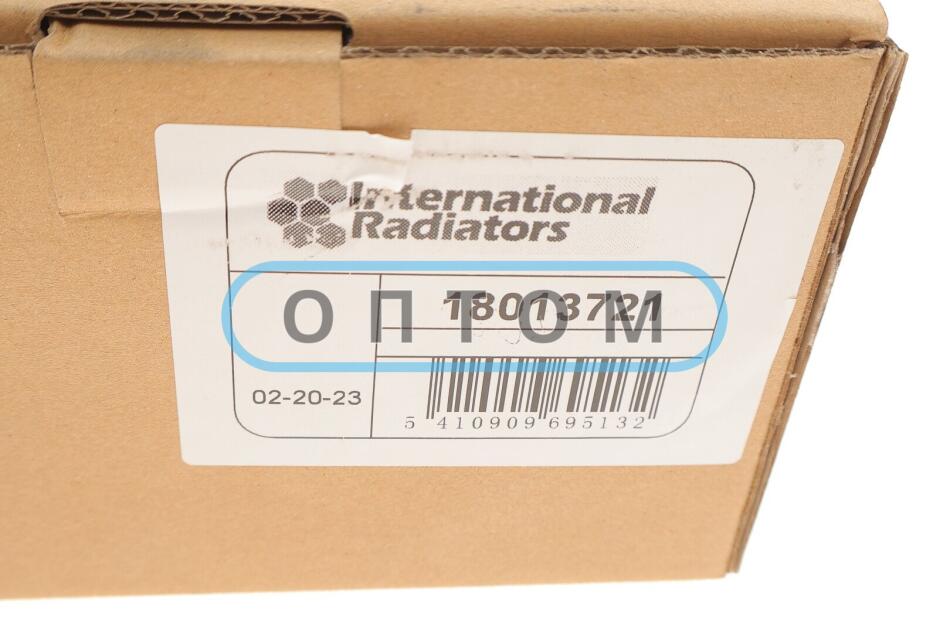 International
Radiators
18013721
ОПТОМ
02-20-23
5 410909 695132